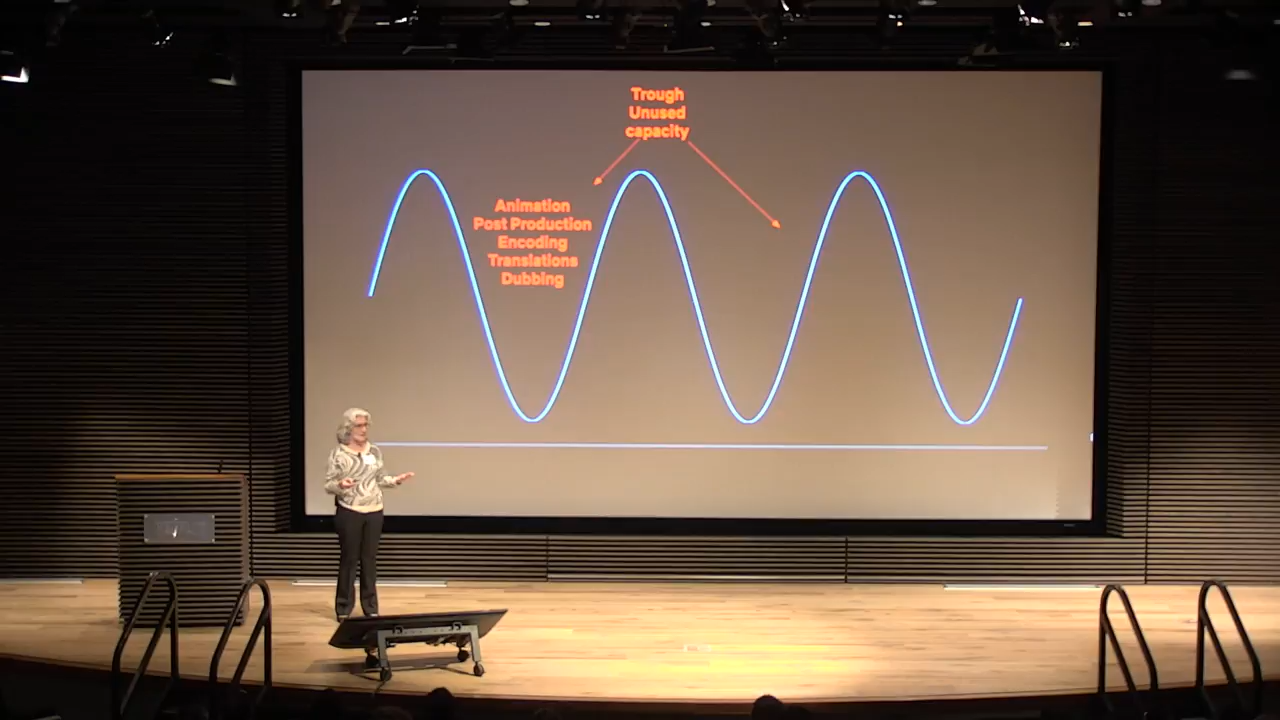 Trough
Unused
capacity
Animation
Post Production
Encoding
Translations
Dubbing